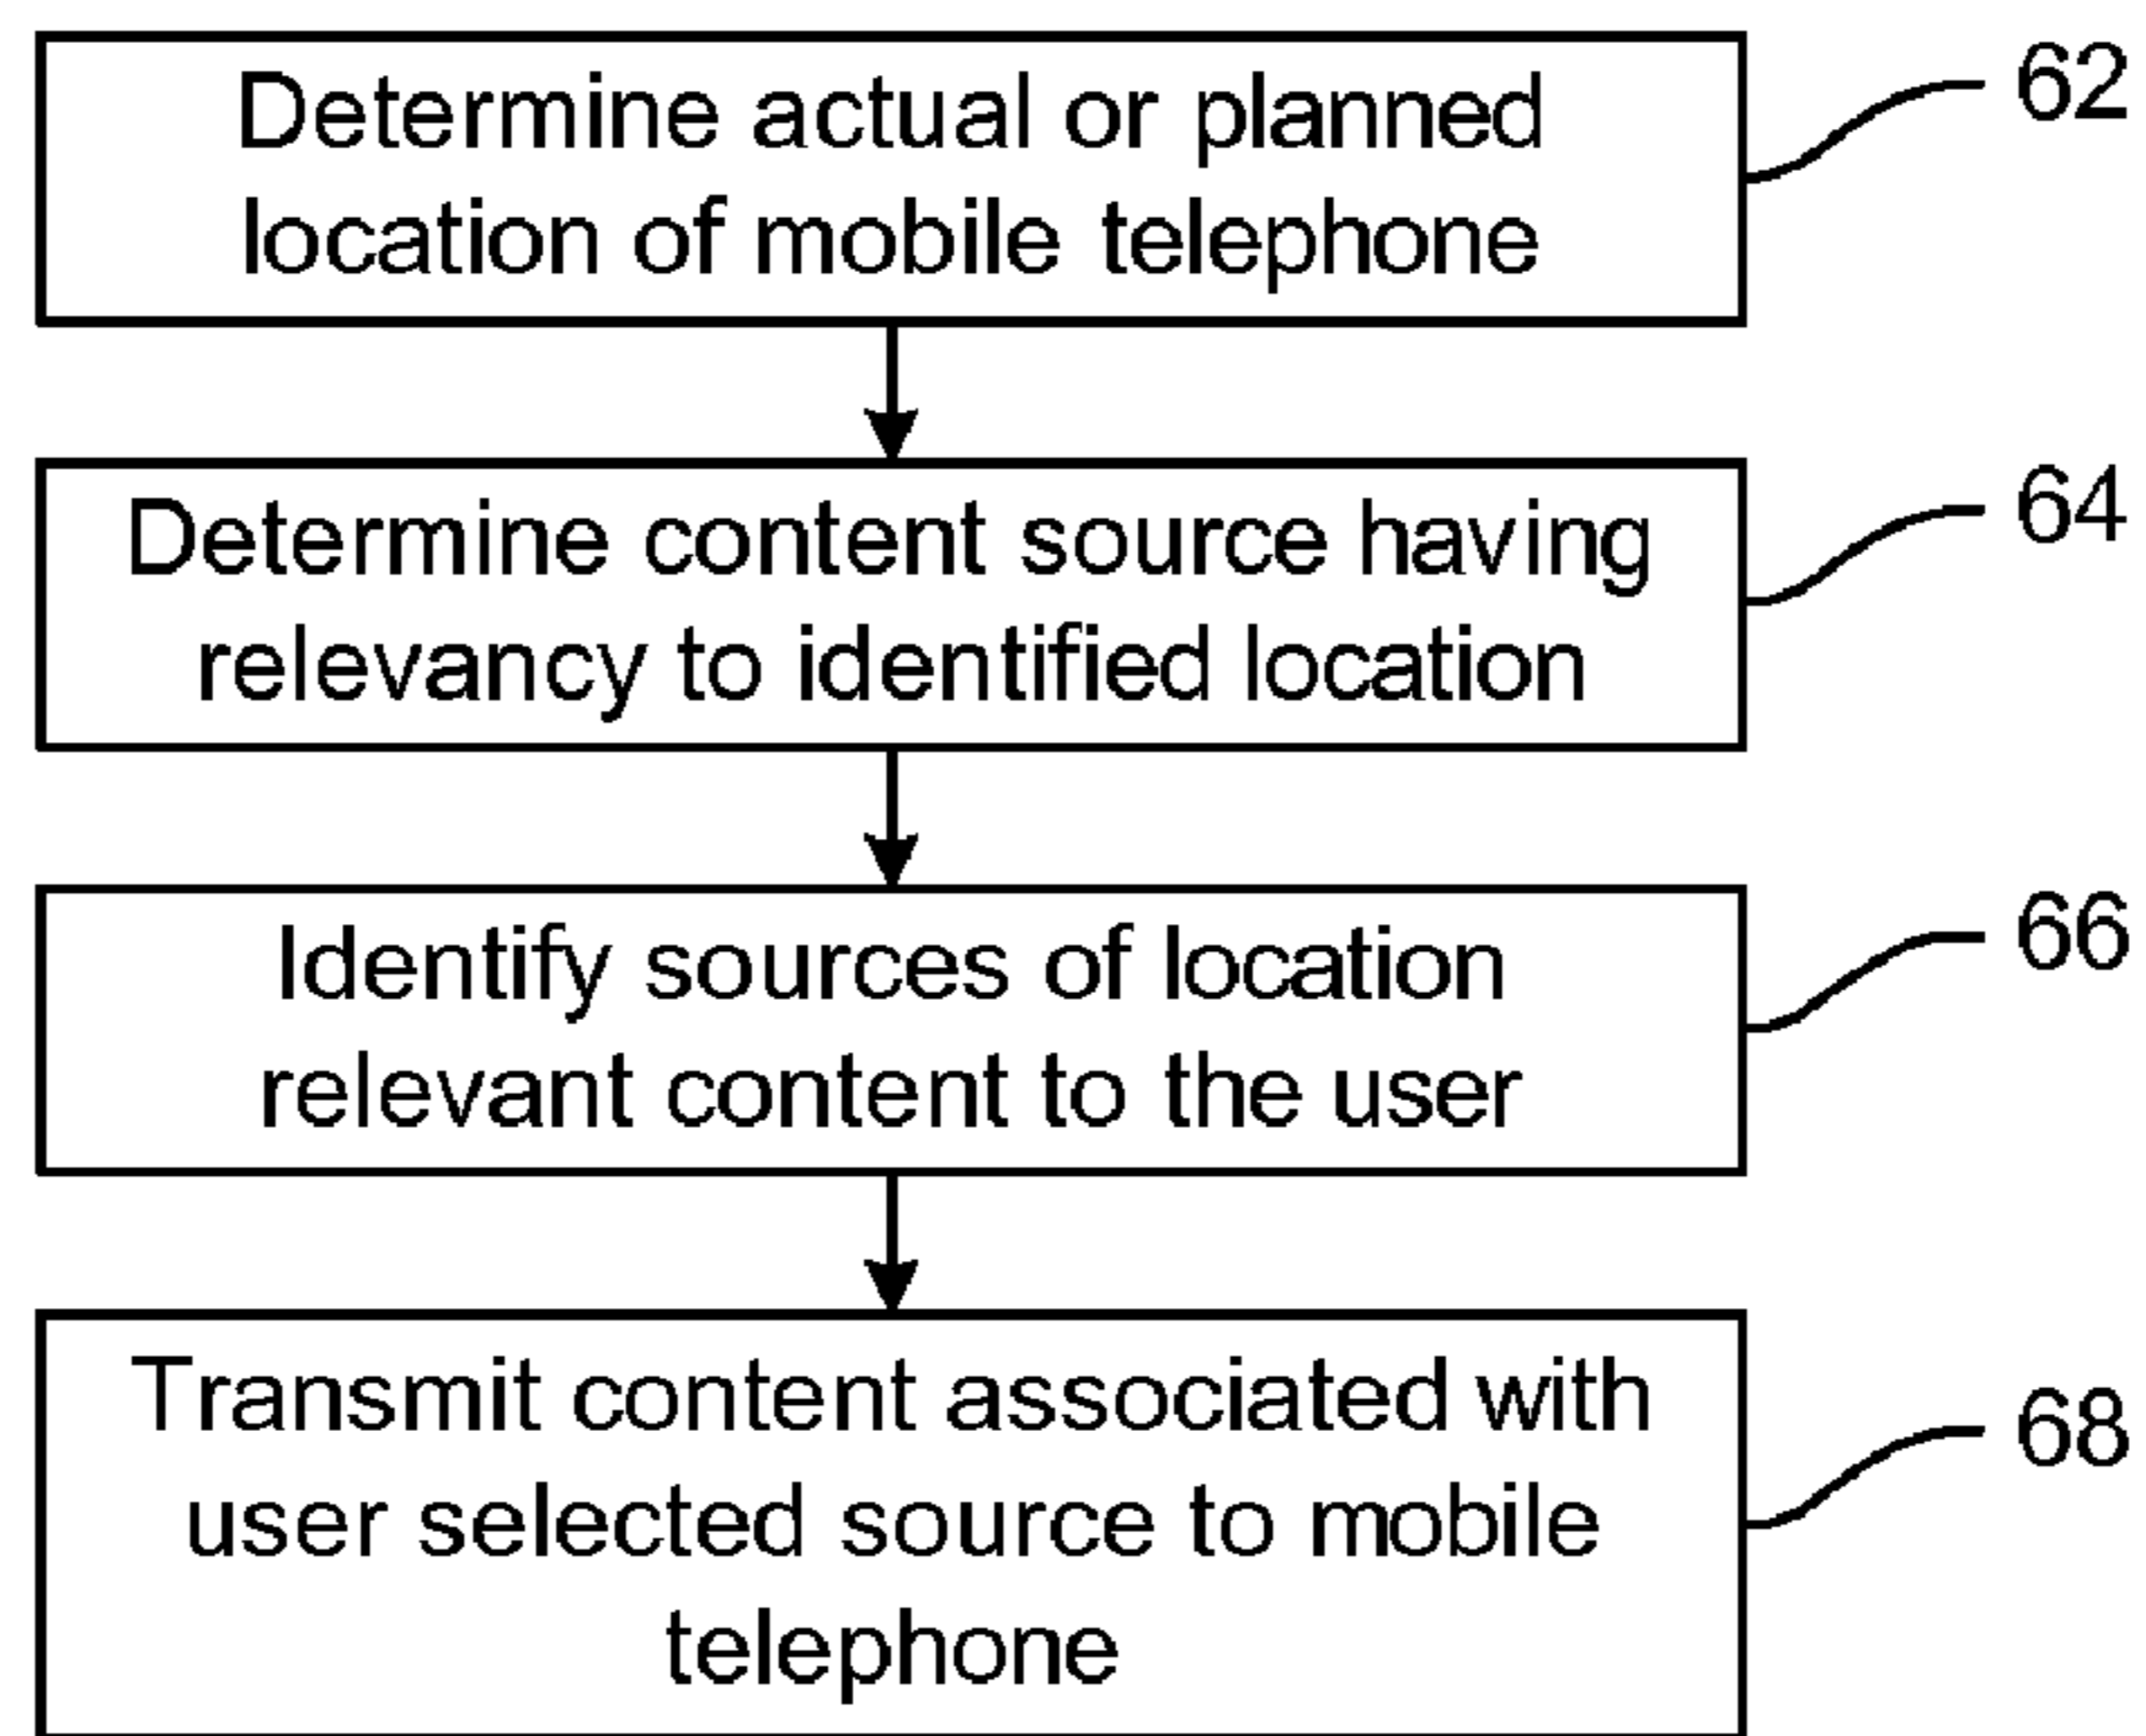 Determine actual or planned
location of mobile telephone
62
Determine content source having
relevancy to identified location
64
Identify sources of location
relevant content to the user
66
Transmit content associated with
user selected source to mobile
telephone
68